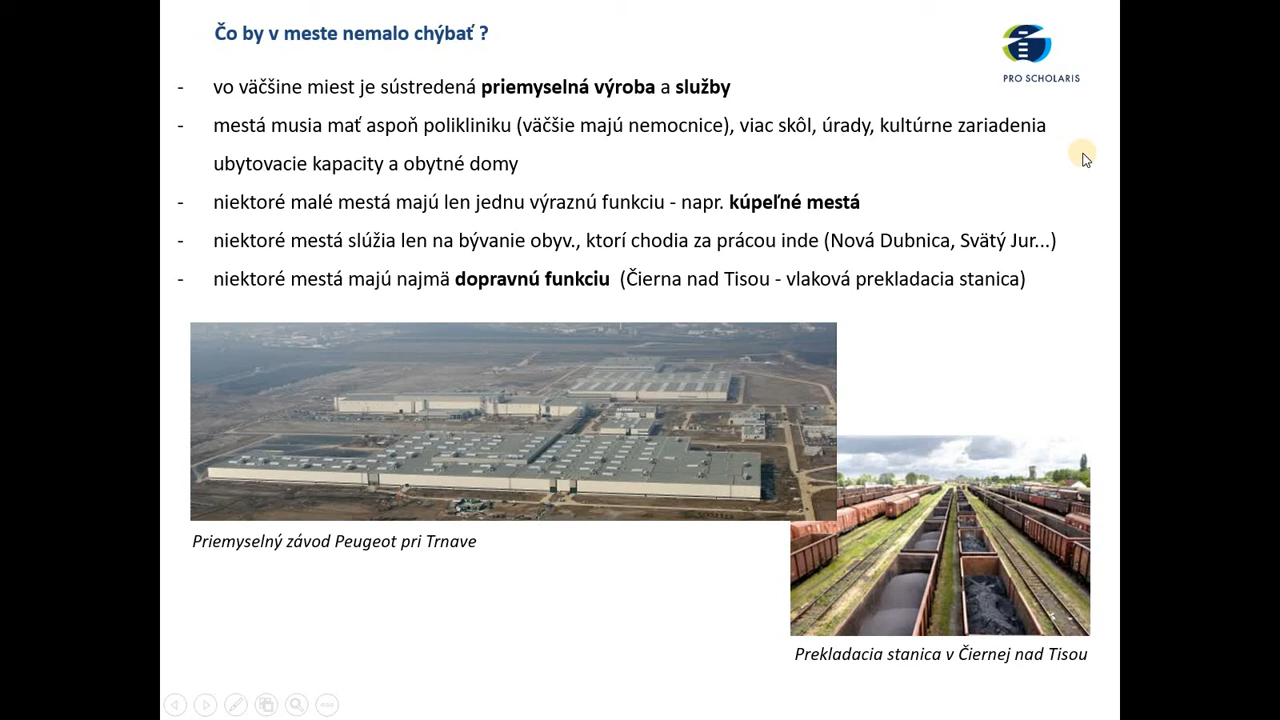 Čo by v meste nemalo chýbať ?
PRO SCHOLARIS
- vo väčšine miest je sústredená priemyselná výroba a služby
- mestá musia mať aspoň polikliniku (väčšie majú nemocnice), viac skôl, úrady, kultúrne zariadenia
ubytovacie kapacity a obytné domy
- niektoré malé mestá majú len jednu výraznú funkciu - napr. kúpeľné mestá
- niektoré mestá slúžia len na bývanie obyv., ktorí chodia za prácou inde (Nová Dubnica, Svätý Jur...)
- niektoré mestá majú najmä dopravnú funkciu (Čierna nad Tisou - vlaková prekladacia stanica)
Priemyselný závod Peugeot pri Trnave
Prekladacia stanica v Čiernej nad Tisou